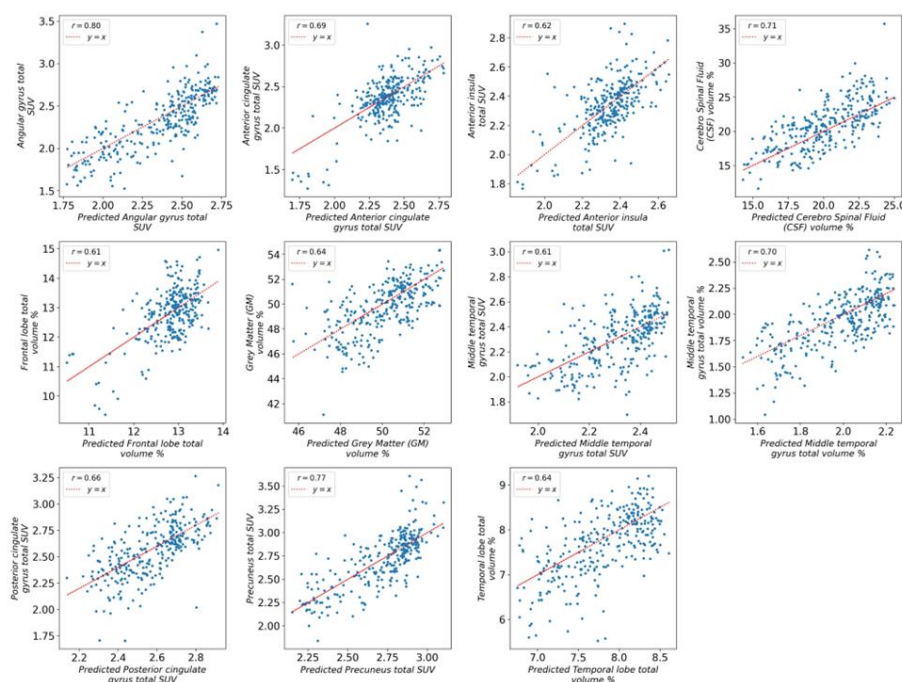 r = 0.80
y = x
3.5
3.0
2.5
2.0
1.5
Angular gyrus total
SUV
1.75 2.00 2.25 2.50 2.75
Predicted Angular gyrus total
SUV
r = 0.69
y = x
3.0
2.5
2.0
1.5
Anterior cingulate
gyrus total SUV
1.75 2.00 2.25 2.50 2.75
Predicted Anterior cingulate
gyrus total SUV
r = 0.62
y = x
2.8
2.6
2.4
2.2
2.0
1.8
Anterior insula
total SUV
2.0 2.2 2.4 2.6
Predicted Anterior insula
total SUV
r = 0.71
y = x
35
30
25
20
15
Cerebro Spinal Fluid
(CSF) volume %
15.0 17.5 20.0 22.5 25.0
Predicted Cerebro Spinal Fluid
(CSF) volume %
r = 0.61
y = x
15
14
13
12
11
10
Frontal lobe total
volume %
11 12 13 14
Predicted Frontal lobe total
volume %
r = 0.64
y = x
54
52
50
48
46
44
42
Grey Matter (GM)
volume %
46 48 50 52
Predicted Grey Matter (GM)
volume %
r = 0.61
y = x
3.0
2.8
2.6
2.4
2.2
2.0
1.8
Middle temporal
gyrus total SUV
2.0 2.2 2.4
Predicted Middle temporal
gyrus total SUV
r = 0.70
y = x
2.50
2.25
2.00
1.75
1.50
1.25
1.00
Middle temporal
gyrus total volume %
1.6 1.8 2.0 2.2
Predicted Middle temporal
gyrus total volume %
r = 0.66
y = x
3.25
3.00
2.75
2.50
2.25
2.00
1.75
Posterior cingulate
gyrus total SUV
2.2 2.4 2.6 2.8
Predicted Posterior cingulate
gyrus total SUV
r = 0.77
y = x
3.50
3.25
3.00
2.75
2.50
2.25
2.00
Precuneus total SUV
2.25 2.50 2.75 3.00
Predicted Precuneus total SUV
r = 0.64
y = x
9
8
7
6
Temporal lobe total
volume %
7.0 7.5 8.0 8.5
Predicted Temporal lobe total
volume %